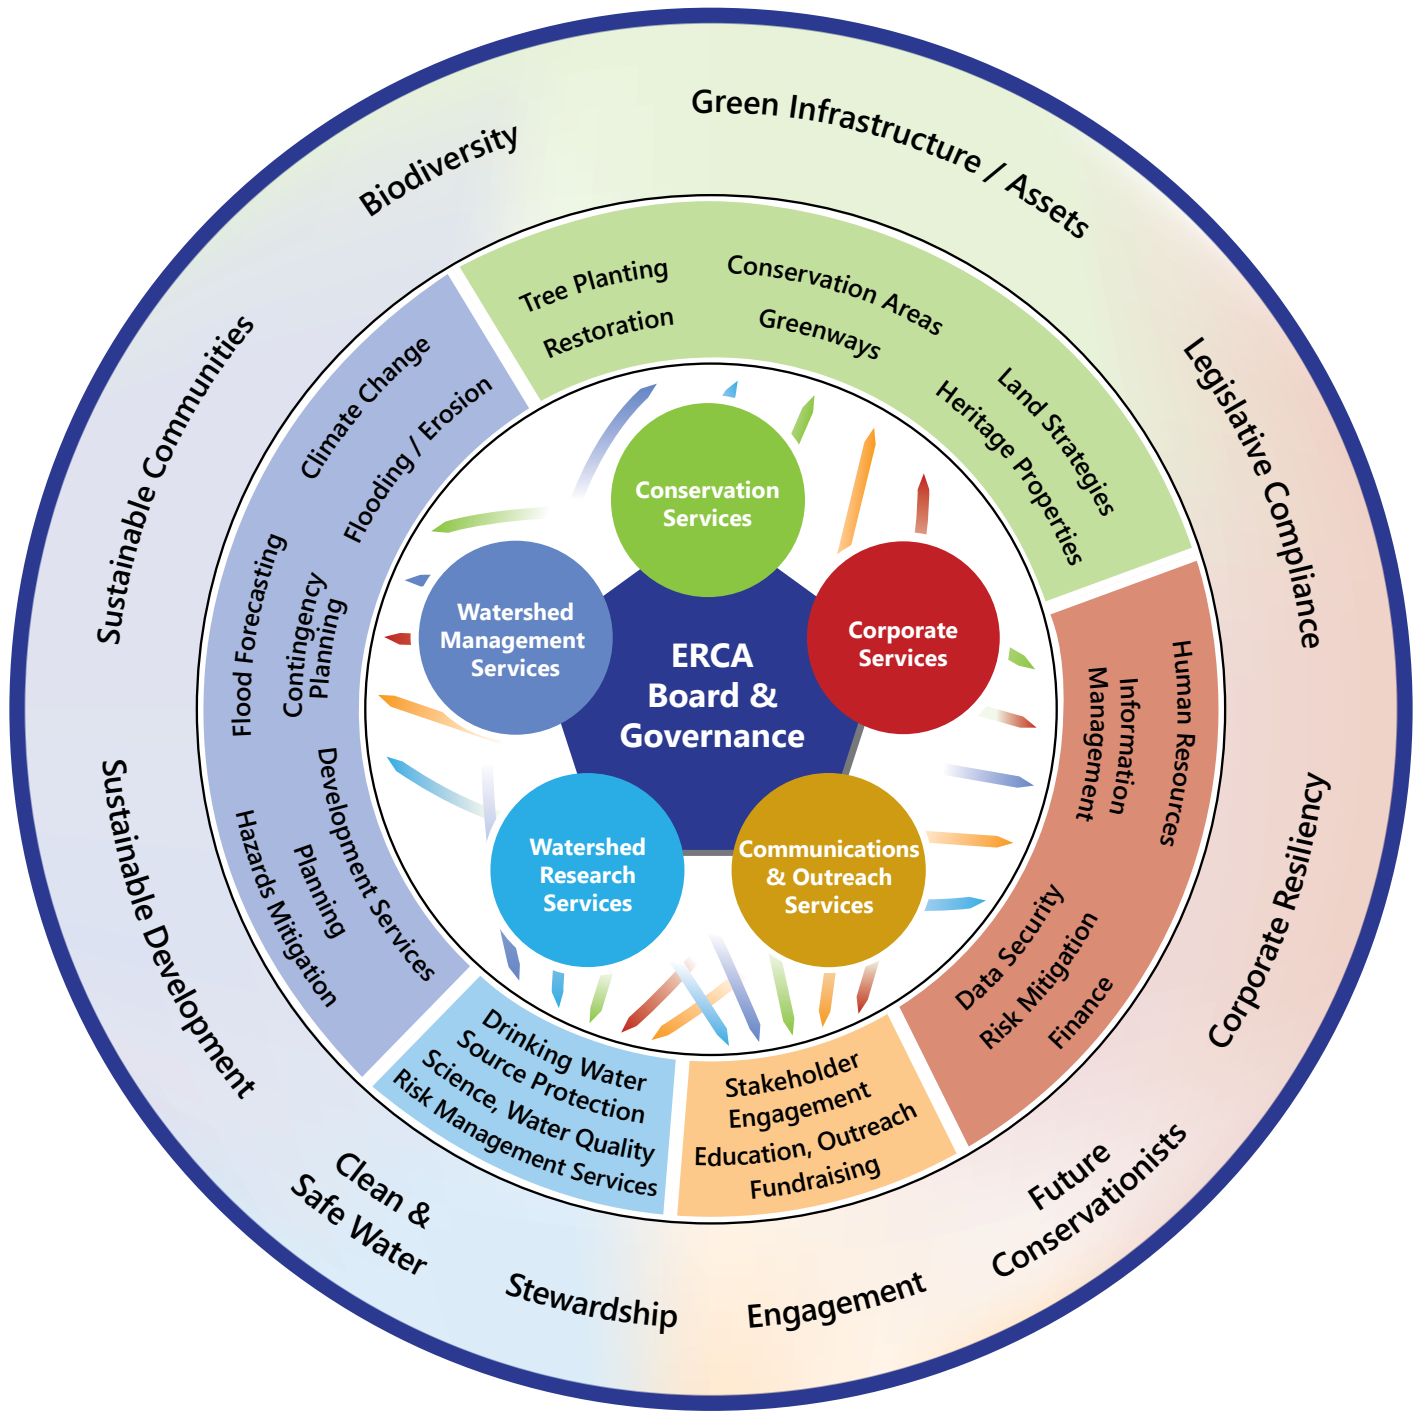 Green Infrastructure / Assets
Legislative Compliance
Corporate Resiliency
Future
Conservationists
Engagement
Stewardship
Clean &
Safe Water
Sustainable Development
Sustainable Communities
Biodiversity
Tree Planting
Restoration
Conservation Areas
Greenways
Land Strategies
Heritage Properties
Human Resources
Information
Management
Data Security
Risk Mitigation
Finance
Stakeholder
Engagement
Education, Outreach
Fundraising
Drinking Water
Source Protection
Science, Water Quality
Risk Management Services
Development Services
Planning
Hazards Mitigation
Flood Forecasting
Contingency
Planning
Climate Change
Flooding / Erosion
Conservation
Services
Corporate
Services
Communications
& Outreach
Services
Watershed
Research
Services
Watershed
Management
Services
ERCA
Board &
Governance